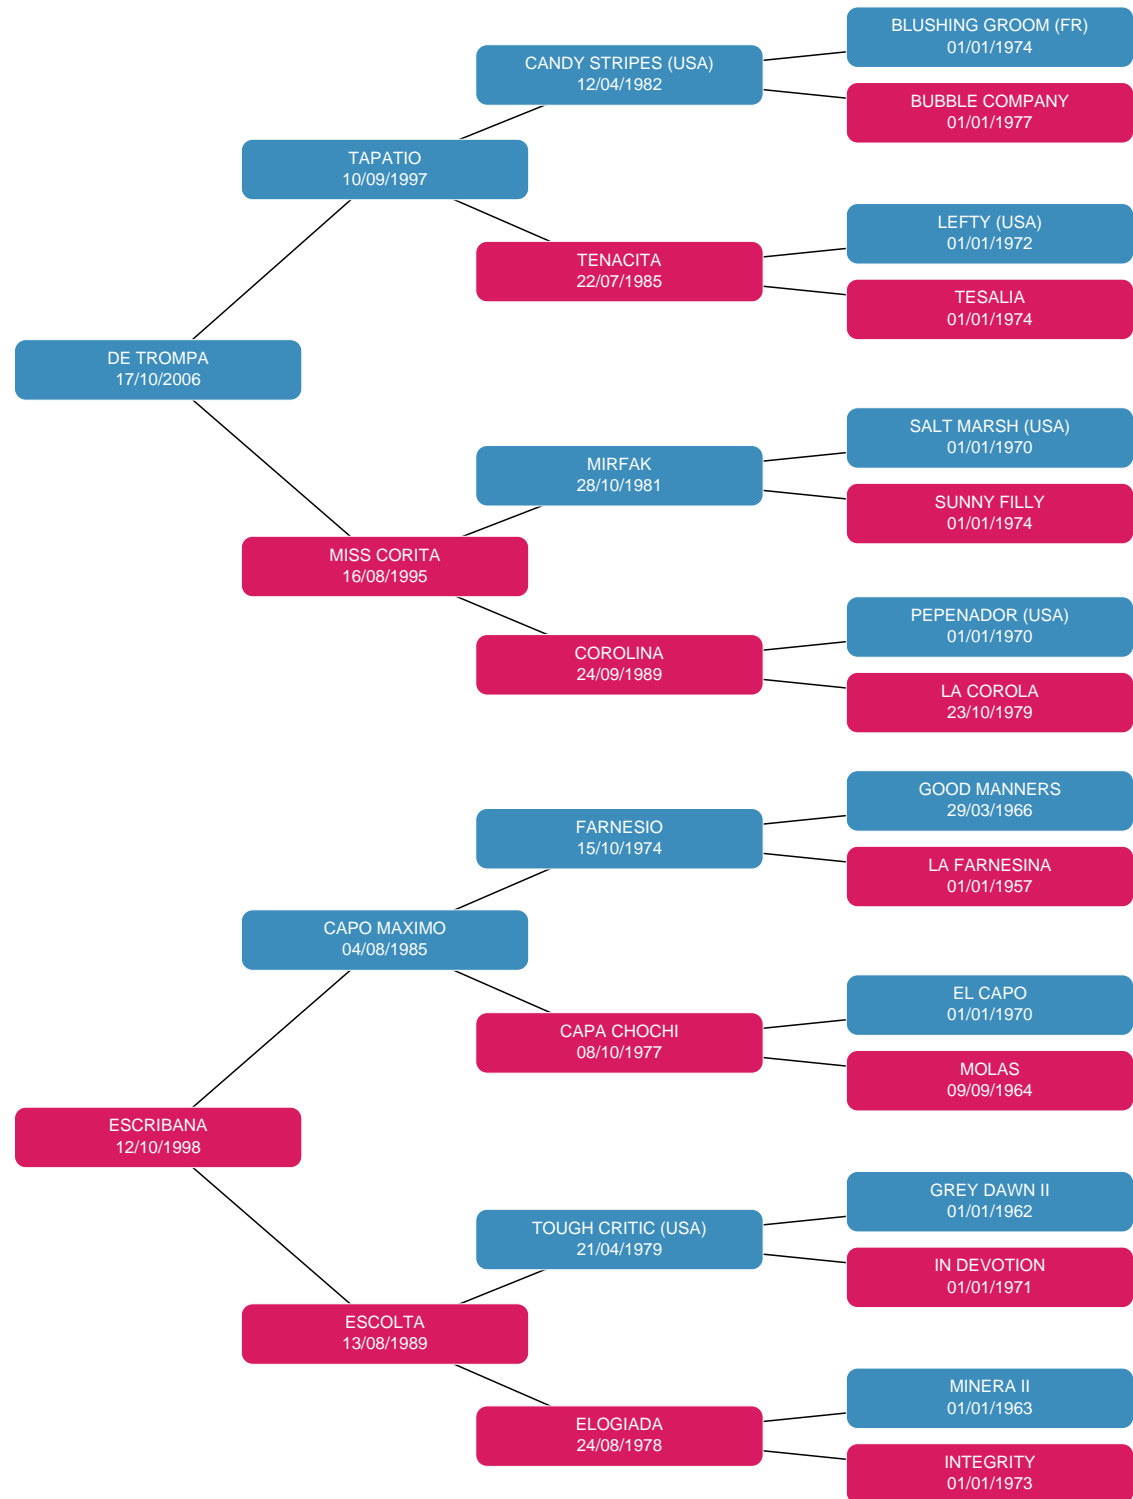 BLUSHING GROOM (FR)
01/01/1974
CANDY STRIPES (USA)
12/04/1982
BUBBLE COMPANY
01/01/1977
TAPATIO
10/09/1997
LEFTY (USA)
01/01/1972
TENACITA
22/07/1985
TESALIA
01/01/1974
DE TROMPA
17/10/2006
SALT MARSH (USA)
01/01/1970
MIRFAK
28/10/1981
SUNNY FILLY
01/01/1974
MISS CORITA
16/08/1995
PEPENADOR (USA)
01/01/1970
COROLINA
24/09/1989
LA COROLA
23/10/1979
GOOD MANNERS
29/03/1966
FARNESIO
15/10/1974
LA FARNESINA
01/01/1957
CAPO MAXIMO
04/08/1985
EL CAPO
01/01/1970
CAPA CHOCHI
08/10/1977
MOLAS
09/09/1964
ESCRIBANA
12/10/1998
GREY DAWN II
01/01/1962
TOUGH CRITIC (USA)
21/04/1979
IN DEVOTION
01/01/1971
ESCOLTA
13/08/1989
MINERA II
01/01/1963
ELOGIADA
24/08/1978
INTEGRITY
01/01/1973